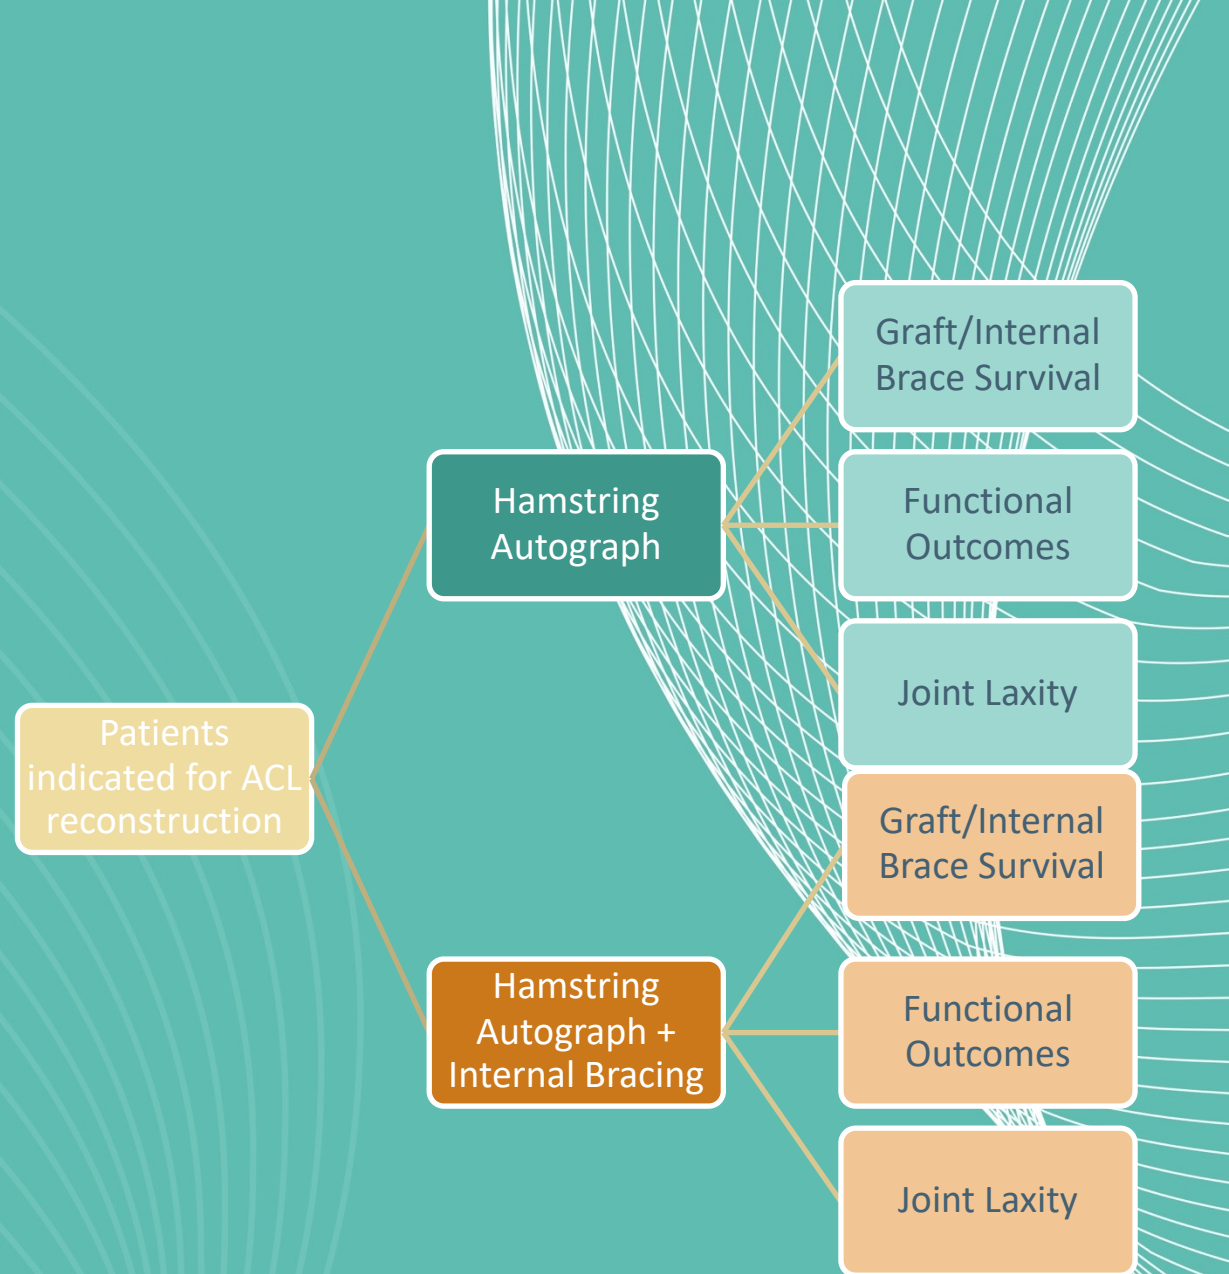 Patients
indicated for ACL
reconstruction
Hamstring
Autograph
Graft/Internal
Brace Survival
Functional
Outcomes
Joint Laxity
Hamstring
Autograph +
Internal Bracing
Graft/Internal
Brace Survival
Functional
Outcomes
Joint Laxity